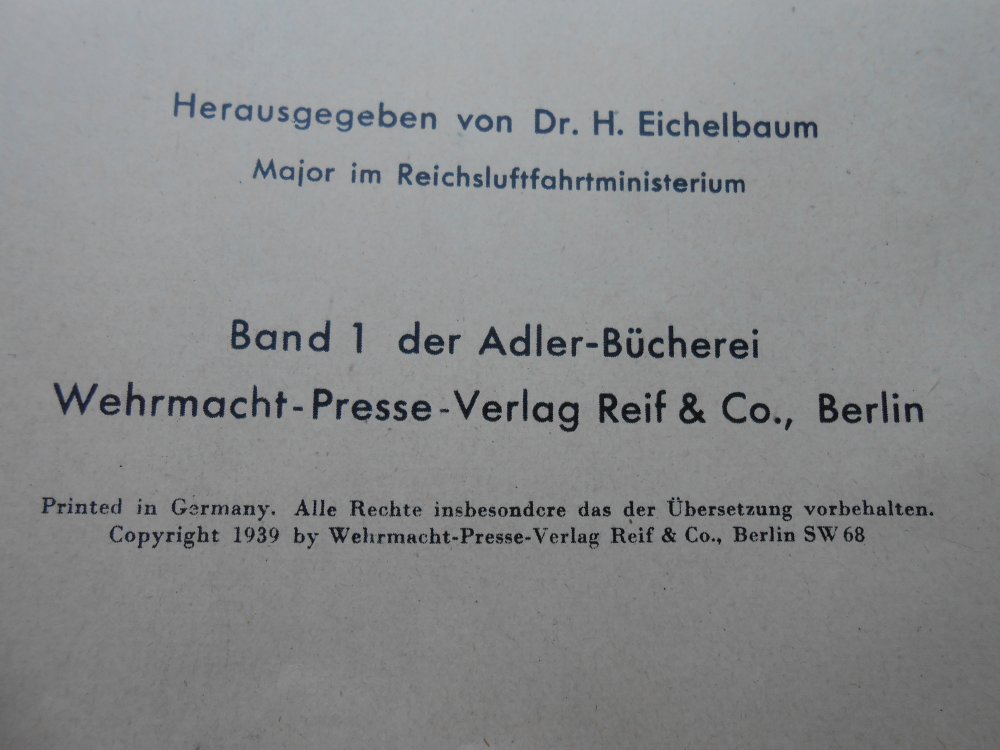 Herausgegeben von Dr. H. Eichelbaum
Major im Reichsluftfahrtministerium
Band 1 der Adler-Bücherei
Wehrmacht-Presse-Verlag Reif & Co., Berlin
Printed in Germany. Alle Rechte insbesondere das der Übersetzung vorbehalten.
Copyright 1939 by Wehrmacht-Presse-Verlag Reif & Co., Berlin SW 68